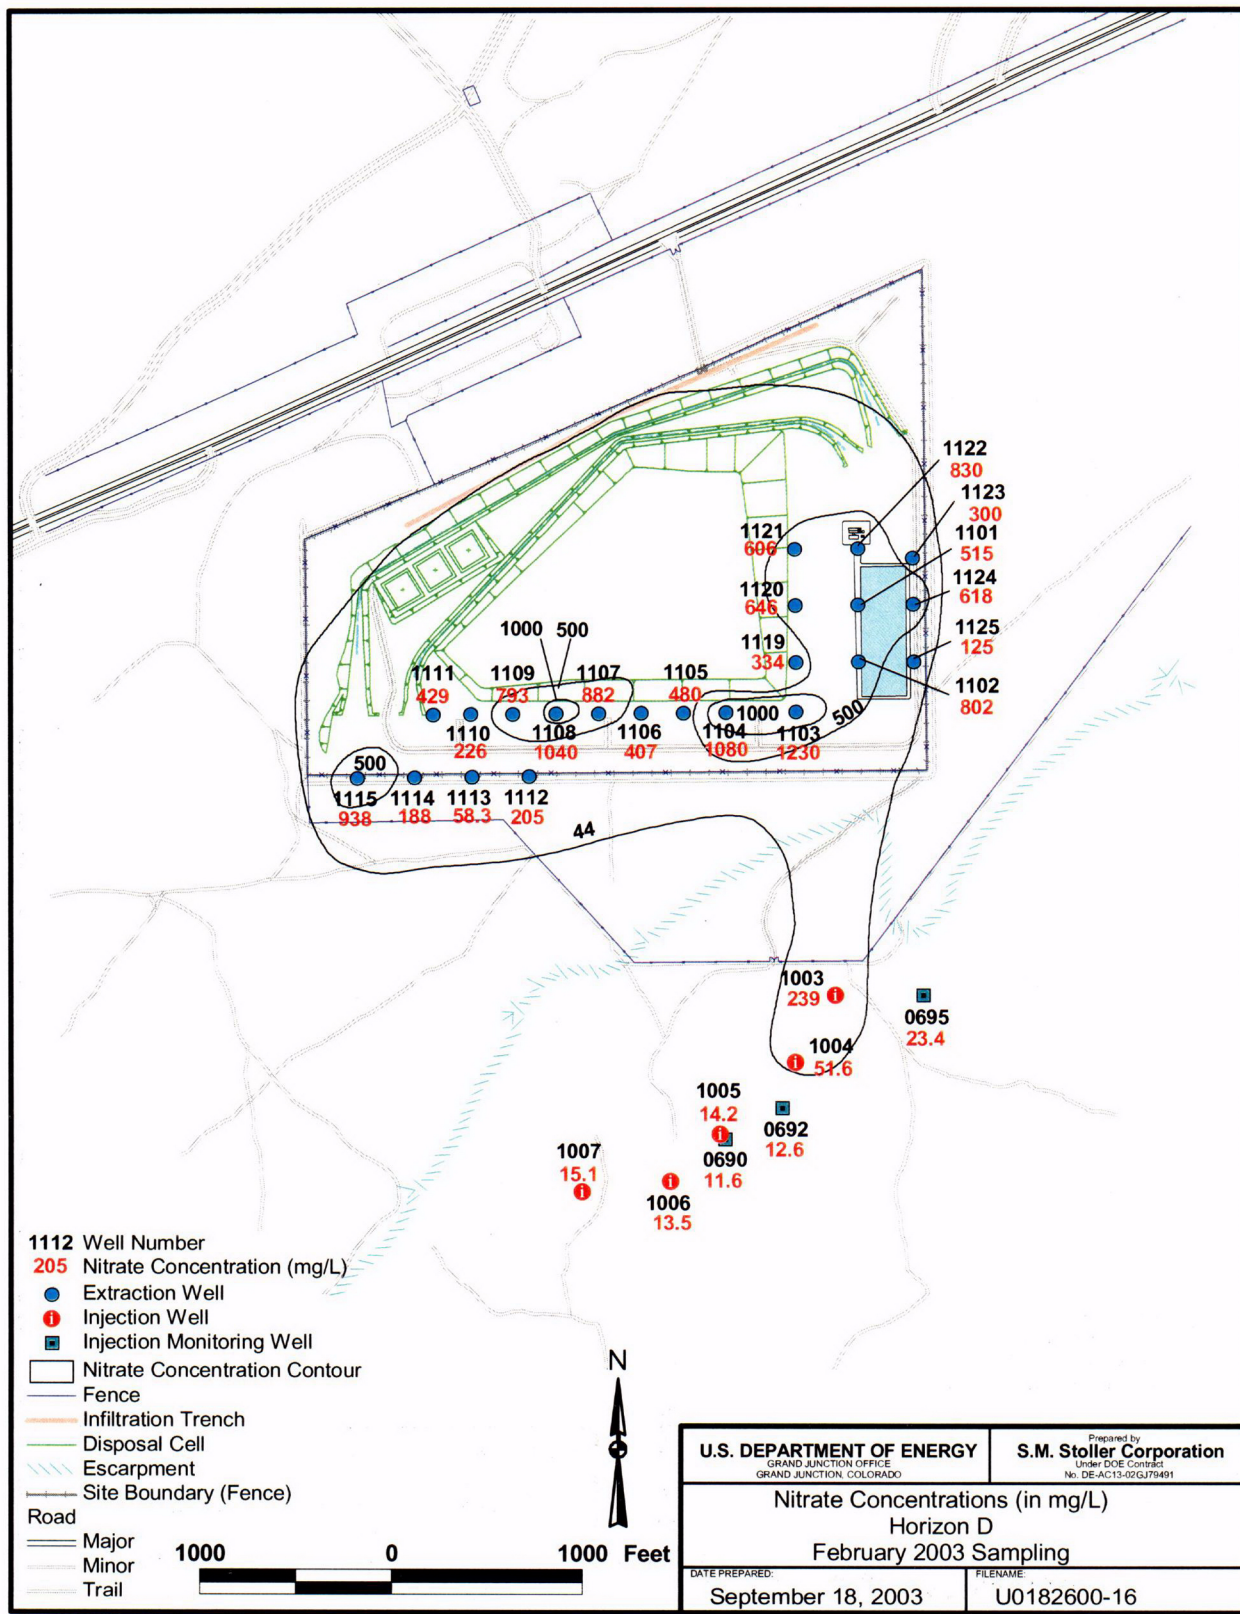 1122
830
1123
300
1101
515
1121
606
1124
618
1120
646
1125
125
1119
334
1102
802
1000
500
1111
429
1109
793
1107
882
1105
480
1110
226
1108
1040
1106
407
1104
1080
1000
1103
1230
500
500
1115
938
1114
188
1113
58.3
1112
205
44
1003
239
0695
23.4
1004
51.6
1005
14.2
0692
12.6
0690
11.6
1007
15.1
1006
13.5
1112 Well Number
205 Nitrate Concentration (mg/L)
Extraction Well
i Injection Well
Injection Monitoring Well
Nitrate Concentration Contour
Fence
Infiltration Trench
Disposal Cell
Escarpment
Site Boundary (Fence)
Road
Major
Minor
Trail
N
1000 0 1000 Feet
U.S. DEPARTMENT OF ENERGY
GRAND JUNCTION OFFICE
GRAND JUNCTION, COLORADO
Prepared by
S.M. Stoller Corporation
Under DOE Contract
No. DE-AC13-02GJ79491
Nitrate Concentrations (in mg/L)
Horizon D
February 2003 Sampling
DATE PREPARED:
September 18, 2003
FILENAME:
U0182600-16